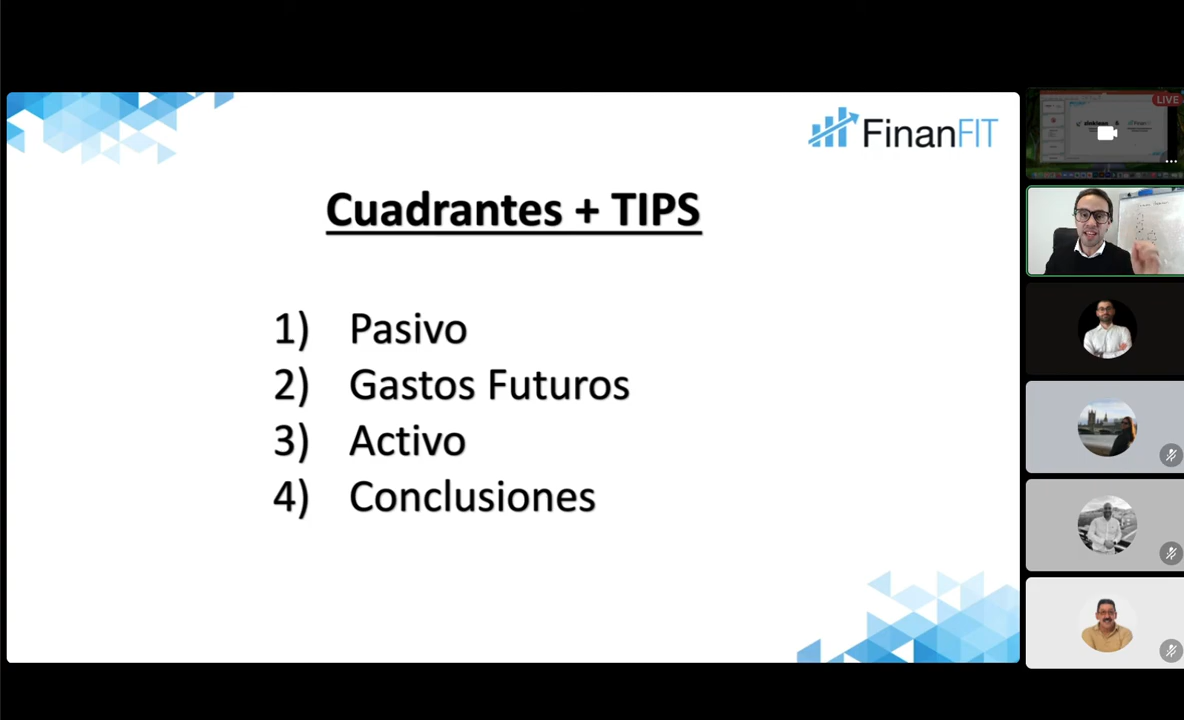 FinanFIT
LIVE
Cuadrantes + TIPS
1) Pasivo
2) Gastos Futuros
3) Activo
4) Conclusiones